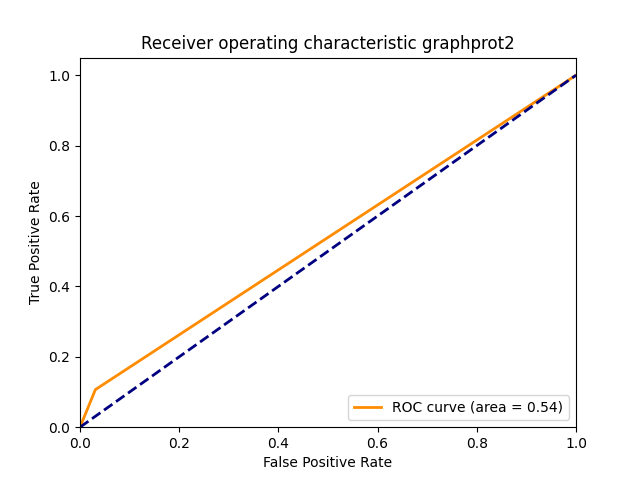 Receiver operating characteristic graphprot2
True Positive Rate
1.0
0.8
0.6
0.4
0.2
0.0
ROC curve (area = 0.54)
0.0 0.2 0.4 0.6 0.8 1.0
False Positive Rate